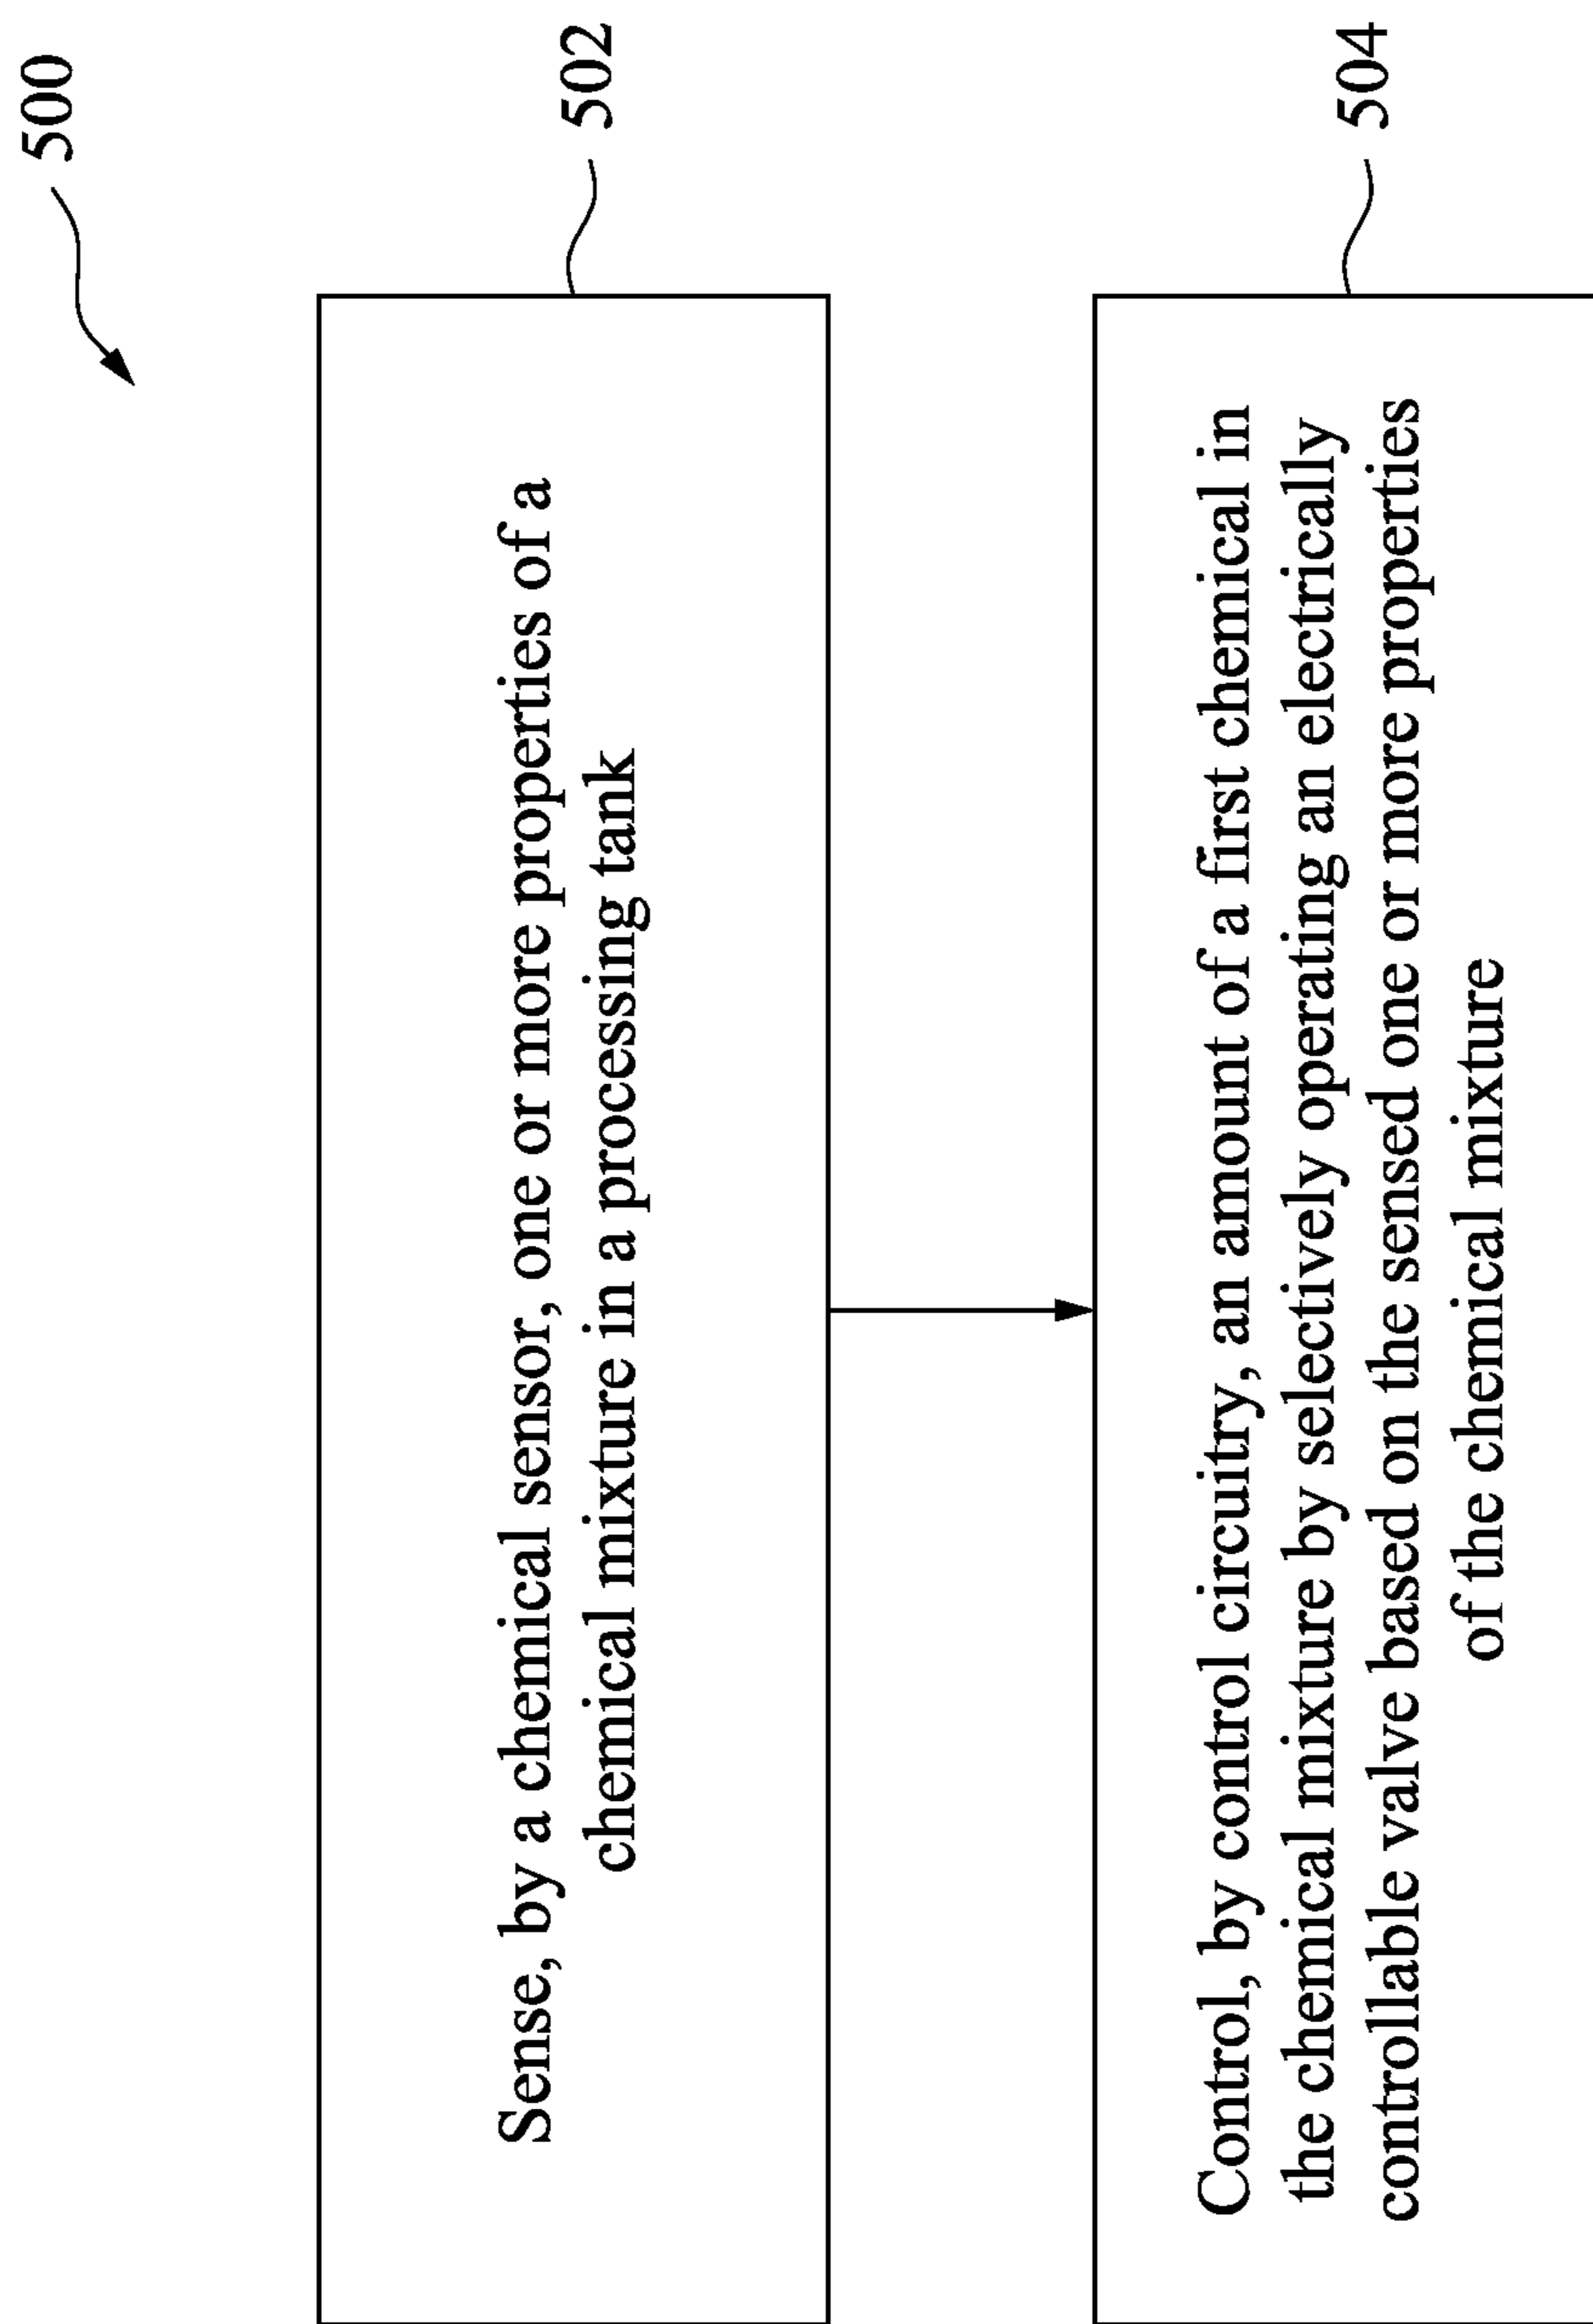 500
502
Sense, by a chemical sensor, one or more properties of a
chemical mixture in a processing tank
504
Control, by control circuitry, an amount of a first chemical in
the chemical mixture by selectively operating an electrically
controllable valve based on the sensed one or more properties
of the chemical mixture